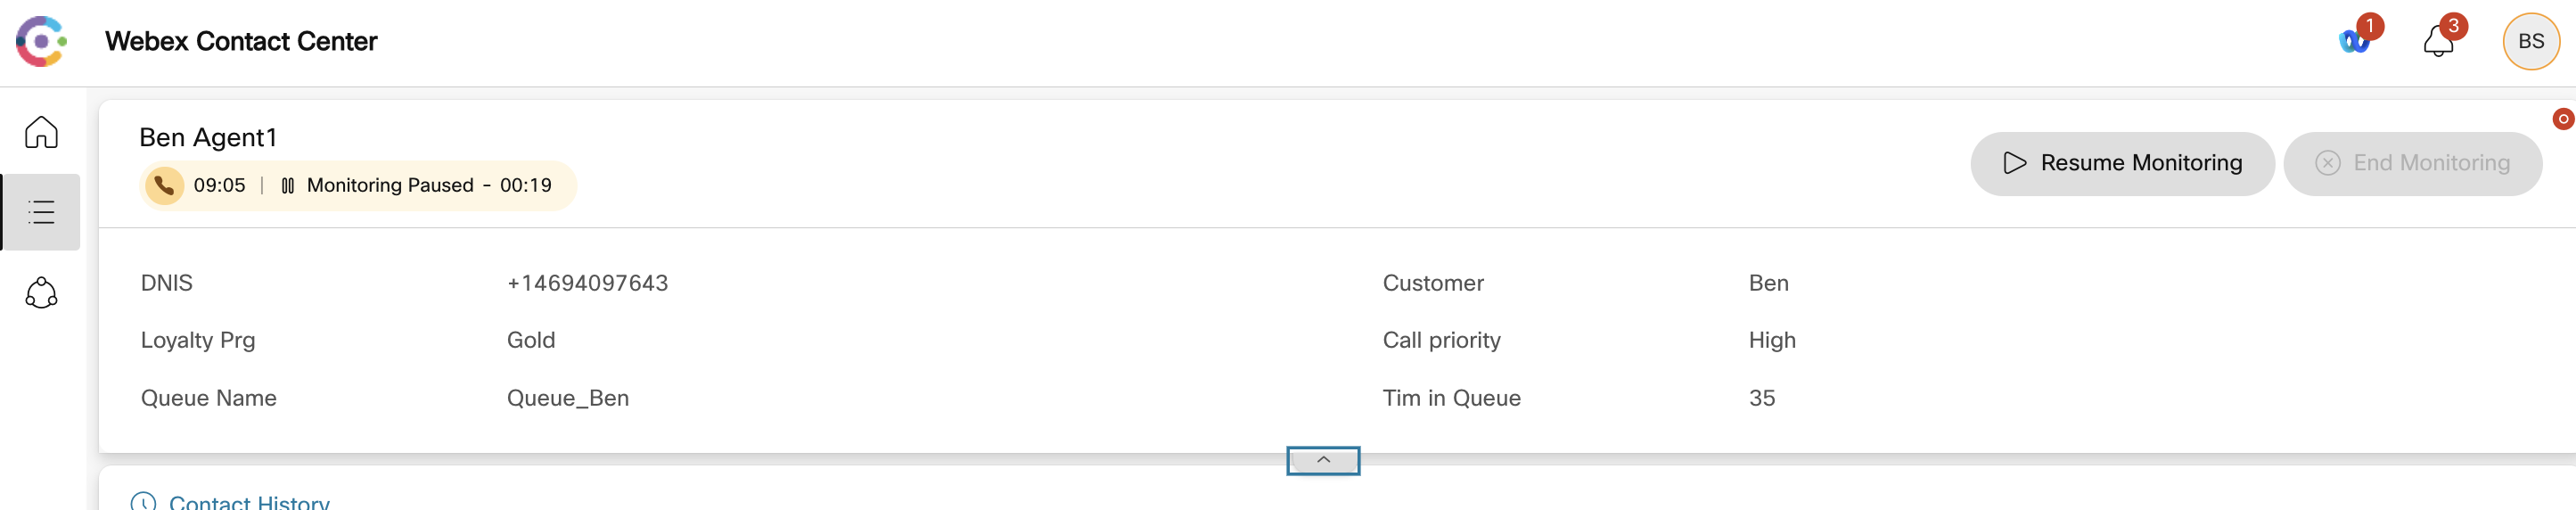 Webex Contact Center
1
3
BS
Ben Agent1
09:05 | Monitoring Paused - 00:19
Resume Monitoring
End Monitoring
DNIS +14694097643 Customer Ben
Loyalty Prg Gold Call priority High
Queue Name Queue_Ben Tim in Queue 35
Contact History